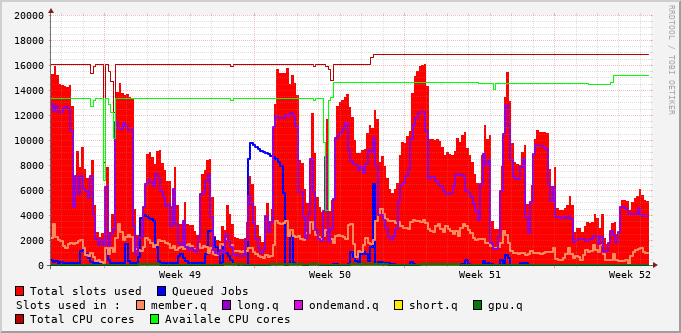 20000
18000
16000
14000
12000
10000
8000
6000
4000
2000
0
Week 49 Week 50 Week 51 Week 52
RRDTOOL / TOBI OETIKER
Total slots used Queued Jobs
Slots used in : member.q long.q ondemand.q short.q gpu.q
Total CPU cores Availale CPU cores